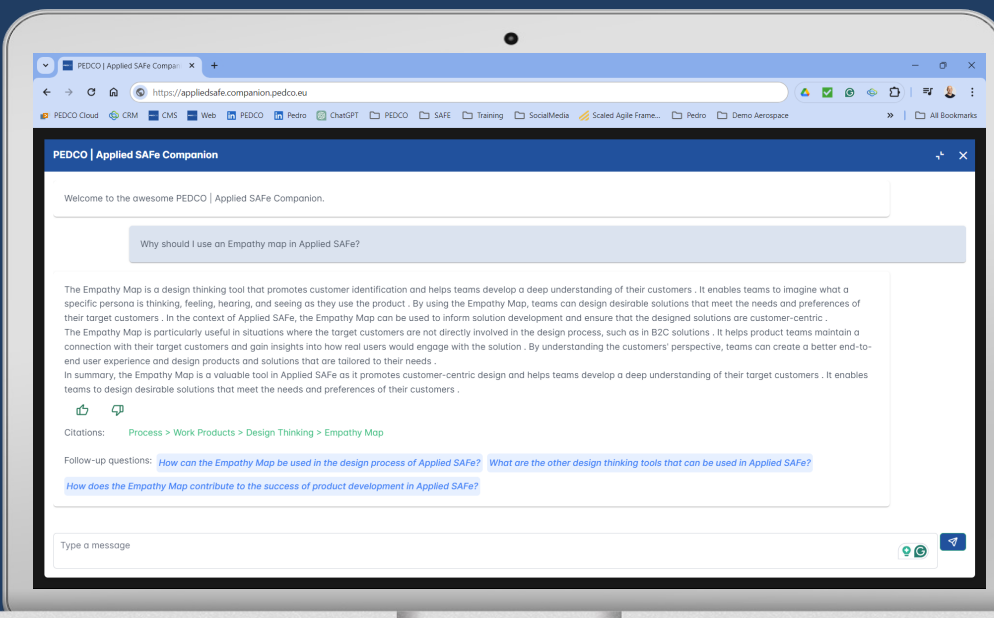 PEDCO | Applied SAFe Compan
https://appliedsafe.companion.pedco.eu
PEDCO Cloud CRM CMS Web PEDCO Pedro ChatGPT PEDCO SAFE Training SocialMedia Scaled Agile Frame... Pedro Demo Aerospace » All Bookmarks
PEDCO | Applied SAFe Companion
Welcome to the awesome PEDCO | Applied SAFe Companion.
Why should I use an Empathy map in Applied SAFe?
The Empathy Map is a design thinking tool that promotes customer identification and helps teams develop a deep understanding of their customers . It enables teams to imagine what a
specific persona is thinking, feeling, hearing, and seeing as they use the product . By using the Empathy Map, teams can design desirable solutions that meet the needs and preferences of
their target customers . In the context of Applied SAFe, the Empathy Map can be used to inform solution development and ensure that the designed solutions are customer-centric .
The Empathy Map is particularly useful in situations where the target customers are not directly involved in the design process, such as in B2C solutions . It helps product teams maintain a
connection with their target customers and gain insights into how real users would engage with the solution . By understanding the customers' perspective, teams can create a better end-to-
end user experience and design products and solutions that are tailored to their needs .
In summary, the Empathy Map is a valuable tool in Applied SAFe as it promotes customer-centric design and helps teams develop a deep understanding of their target customers . It enables
teams to design desirable solutions that meet the needs and preferences of their customers .
Citations: Process > Work Products > Design Thinking > Empathy Map
Follow-up questions: How can the Empathy Map be used in the design process of Applied SAFe? What are the other design thinking tools that can be used in Applied SAFe?
How does the Empathy Map contribute to the success of product development in Applied SAFe?
Type a message